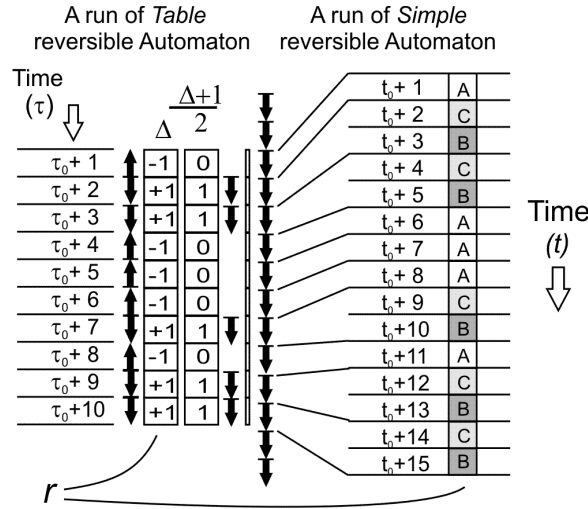 A run of Table
reversible Automaton
A run of Simple
reversible Automaton
Time
(τ)
Δ
Δ+1
2
τ₀+ 1 -1 0
τ₀+ 2 +1 1
τ₀+ 3 +1 1
τ₀+ 4 -1 0
τ₀+ 5 -1 0
τ₀+ 6 -1 0
τ₀+ 7 +1 1
τ₀+ 8 -1 0
τ₀+ 9 +1 1
τ₀+10 +1 1
t₀+ 1 A
t₀+ 2 C
t₀+ 3 B
t₀+ 4 C
t₀+ 5 B
t₀+ 6 A
t₀+ 7 A
t₀+ 8 A
t₀+ 9 C
t₀+10 B
t₀+11 A
t₀+12 C
t₀+13 B
t₀+14 C
t₀+15 B
Time
(t)
r